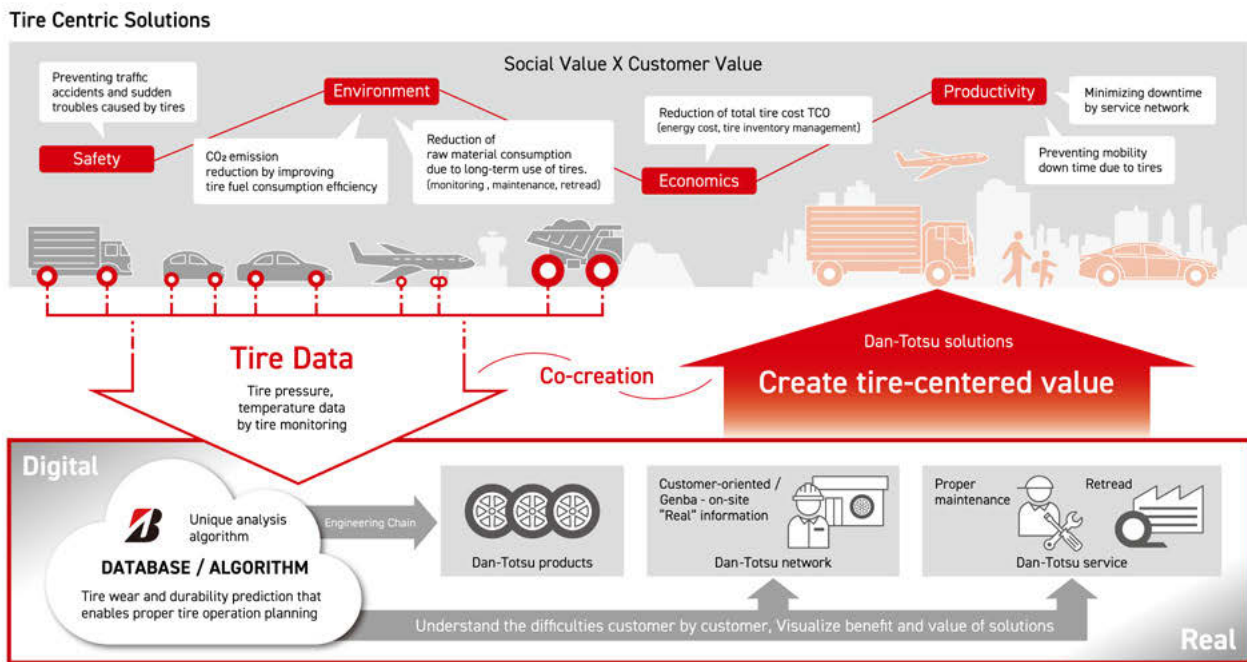 Tire Centric Solutions
Social Value X Customer Value
Preventing traffic
accidents and sudden
troubles caused by tires
Safety
Environment
CO₂ emission
reduction by improving
tire fuel consumption efficiency
Reduction of
raw material consumption
due to long-term use of tires.
(monitoring , maintenance, retread)
Reduction of total tire cost TCO
(energy cost, tire inventory management)
Economics
Productivity
Minimizing downtime
by service network
Preventing mobility
down time due to tires
Tire Data
Tire pressure,
temperature data
by tire monitoring
Co-creation
Dan-Totsu solutions
Create tire-centered value
Digital
Unique analysis
algorithm
DATABASE / ALGORITHM
Tire wear and durability prediction that
enables proper tire operation planning
Engineering Chain
Dan-Totsu products
Customer-oriented /
Genba - on-site
"Real" information
Dan-Totsu network
Proper
maintenance
Retread
Dan-Totsu service
Understand the difficulties customer by customer, Visualize benefit and value of solutions
Real